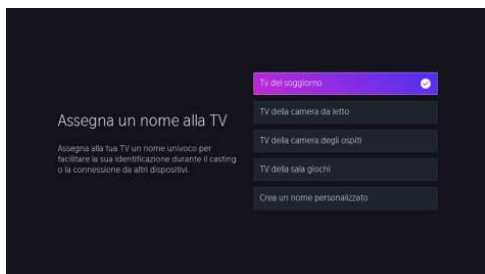 Assegna un nome alla TV
Assegna alla tua TV un nome univoco per
facilitare la sua identificazione durante il casting
o la connessione da altri dispositivi.
Tv del soggiorno
TV della camera da letto
TV della camera degli ospiti
TV della sala giochi
Crea un nome personalizzato